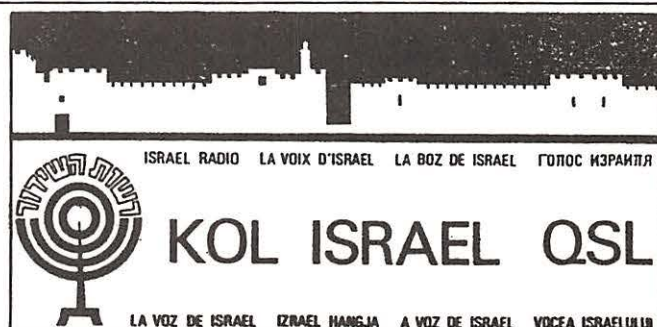 רשות השידור
ISRAEL RADIO LA VOIX D'ISRAEL LA BOZ DE ISRAEL ГОЛОС ИЗРАИЛЯ
KOL ISRAEL QSL
LA VOZ DE ISRAEL IZRAEL HANGJA A VOZ DE ISRAEL VOCEA ISRAELULUI